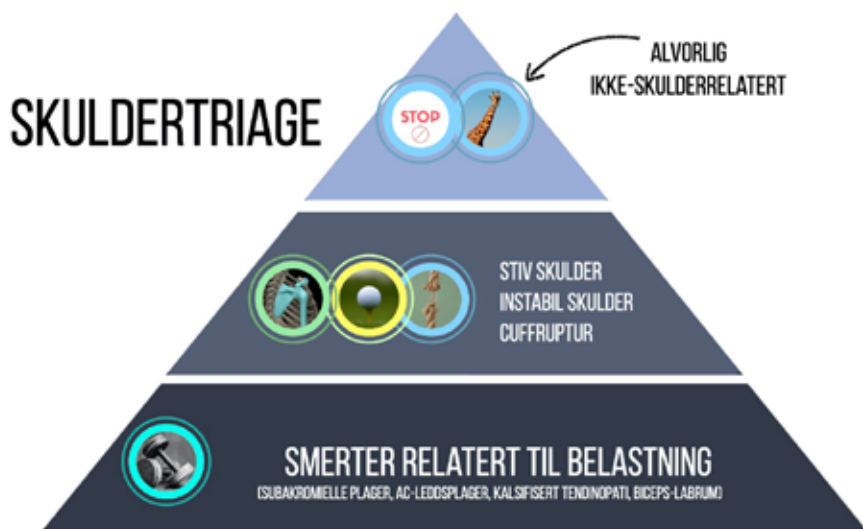 SKULDERTRIAGE
ALVORLIG
IKKE-SKULDERRELATERT
STOP
STIV SKULDER
INSTABIL SKULDER
CUFFRUPTUR
SMERTER RELATERT TIL BELASTNING
(SUBAKROMIELLE PLAGER, AC-LEDDSPLAGER, KALSIFISERT TENDINOPATI, BICEPS-LABRUM)